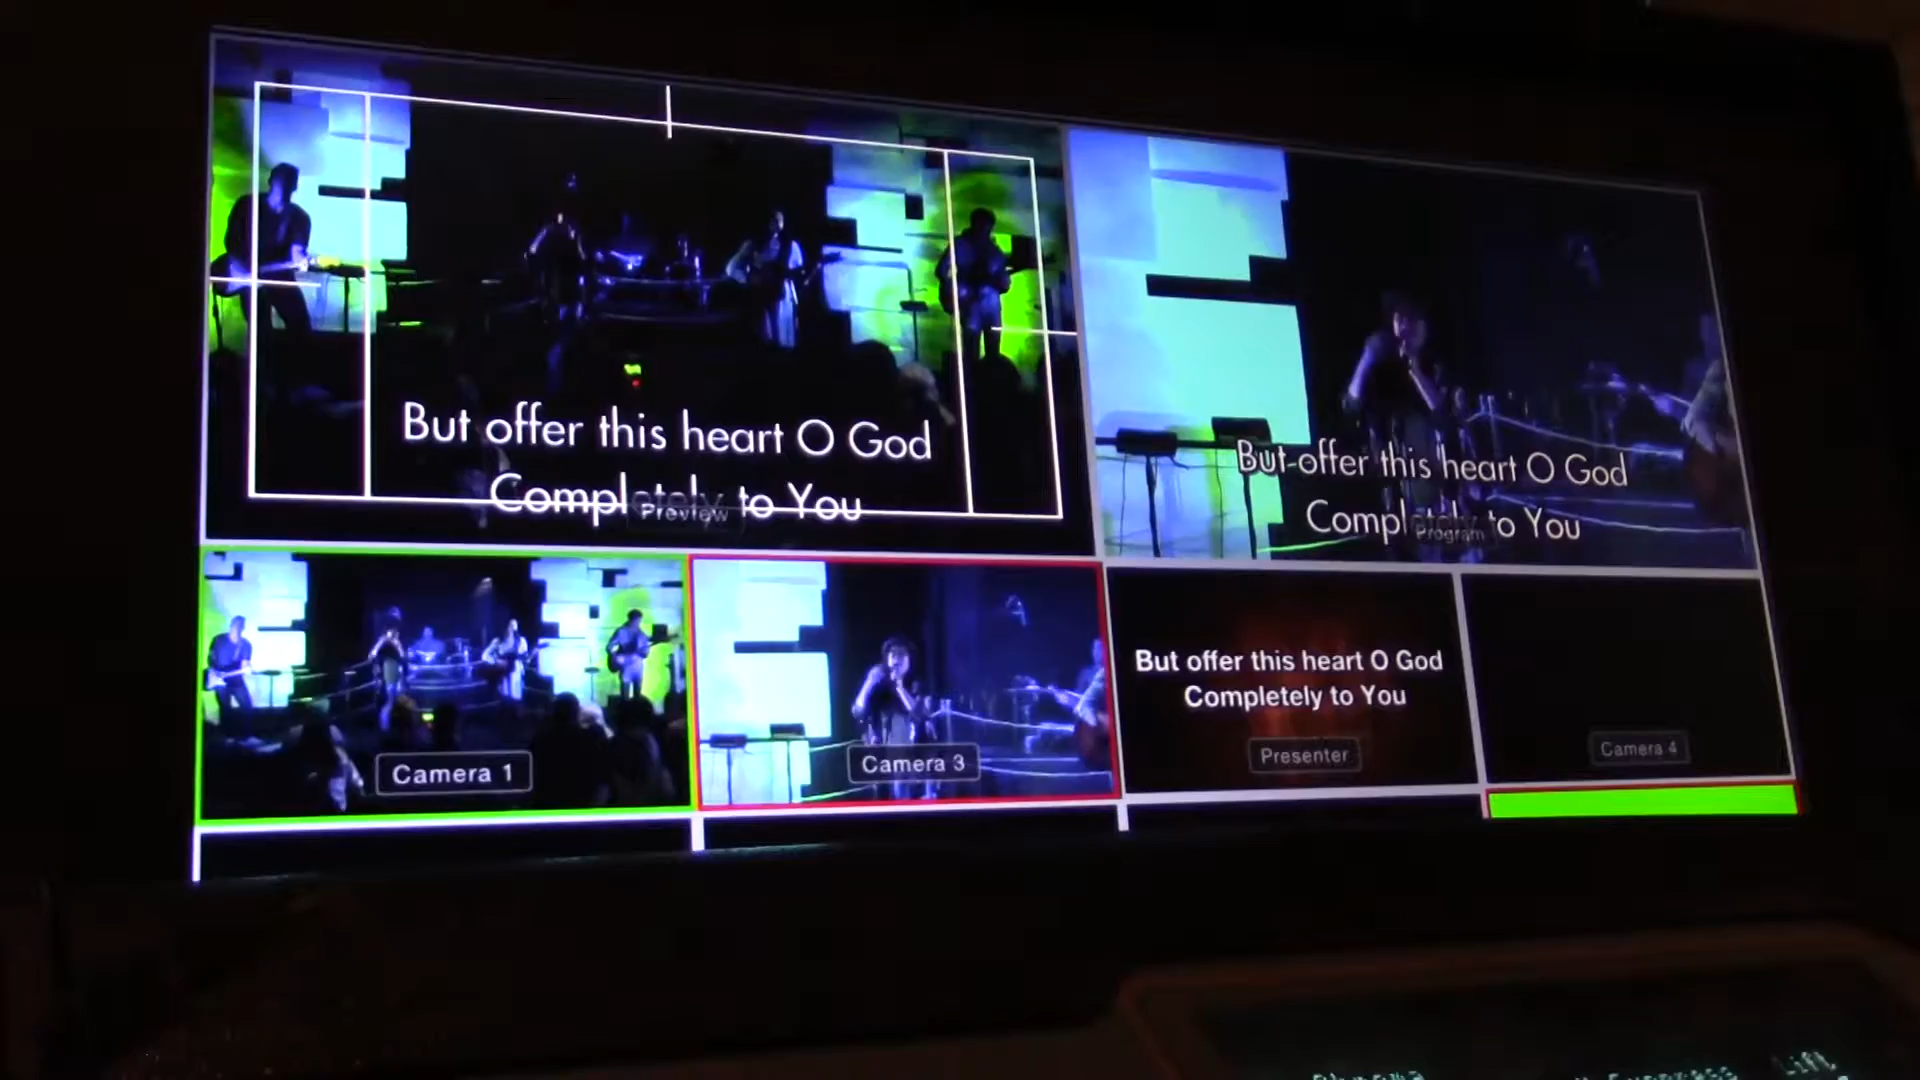 But offer this heart O God
Completely to You
Preview
But offer this heart O God
Completely to You
Program
Camera 1
Camera 3
But offer this heart O God
Completely to You
Presenter
Camera 4
Lift